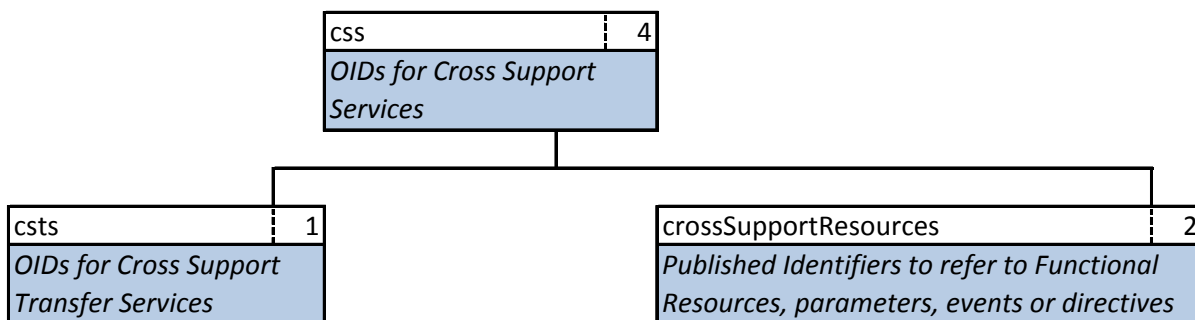 css 4
OIDs for Cross Support
Services
csts 1
OIDs for Cross Support
Transfer Services
crossSupportResources 2
Published Identifiers to refer to Functional
Resources, parameters, events or directives